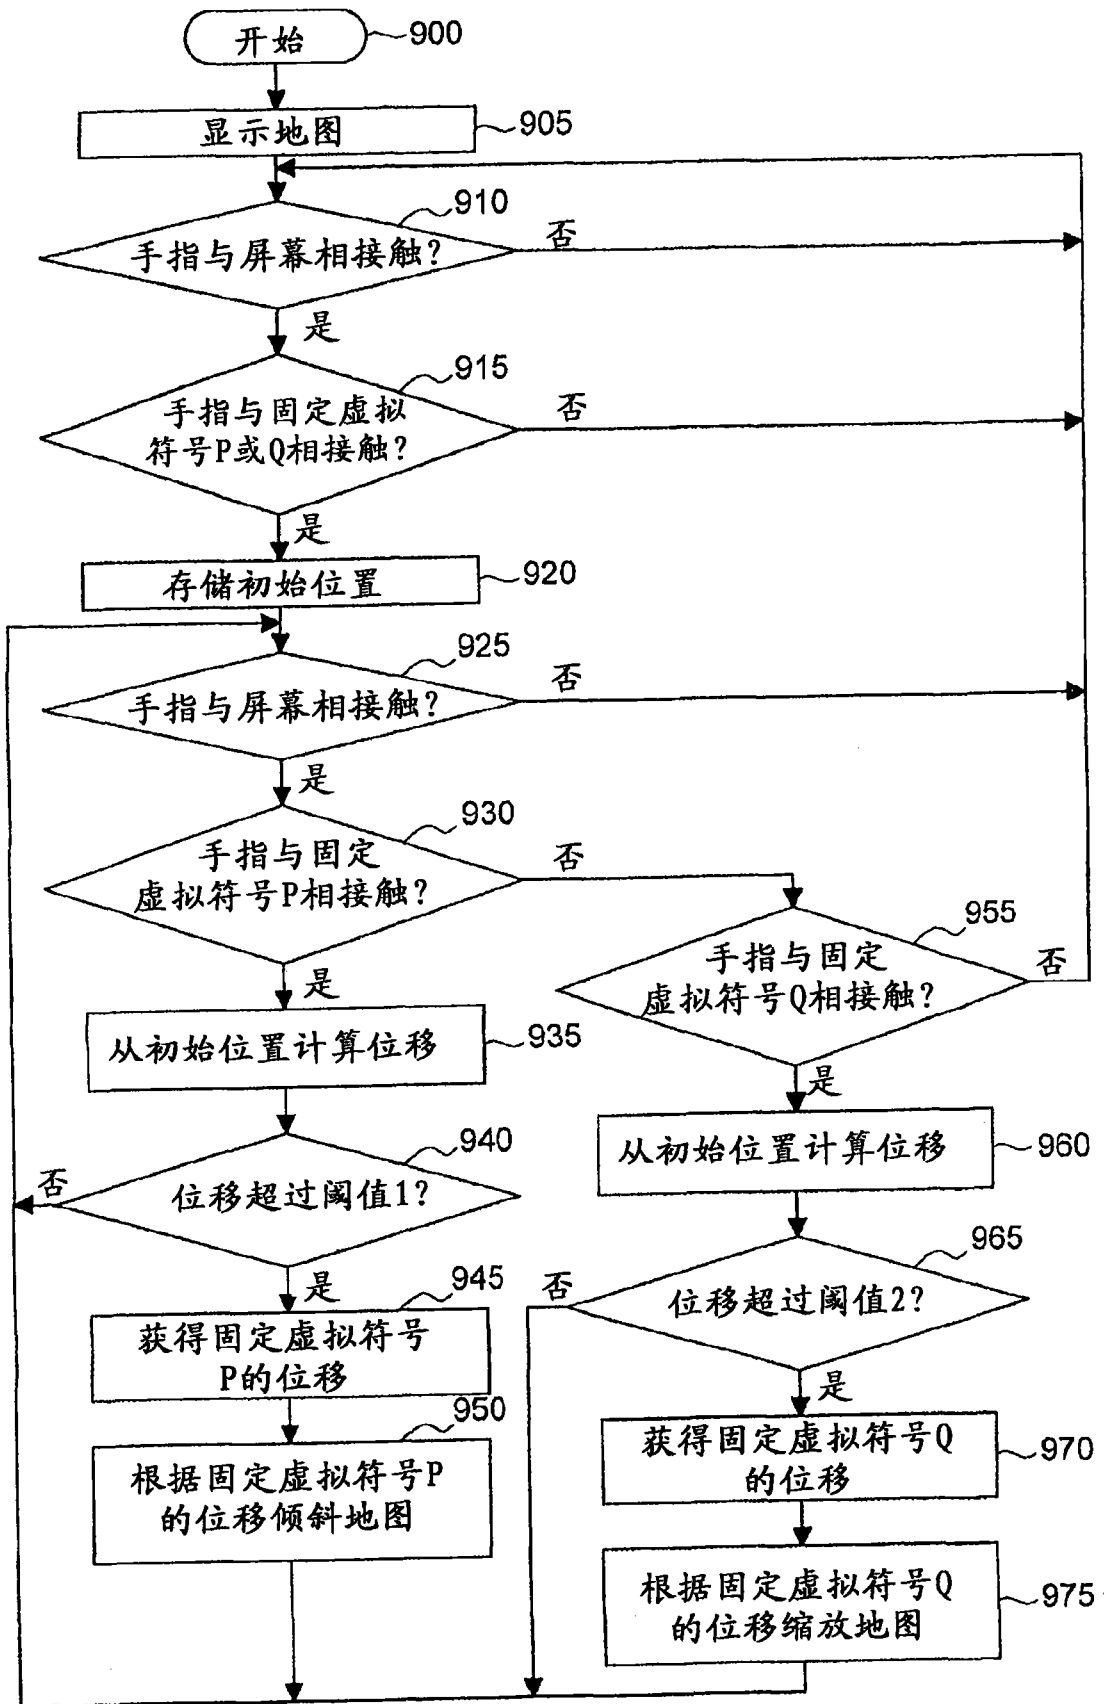 开始
900
显示地图
905
手指与屏幕相接触?
910
否
是
手指与固定虚拟
符号P或Q相接触?
915
否
是
存储初始位置
920
手指与屏幕相接触?
925
否
是
手指与固定
虚拟符号P相接触?
930
否
是
从初始位置计算位移
935
位移超过阈值1?
940
否
是
获得固定虚拟符号
P的位移
945
根据固定虚拟符号P
的位移倾斜地图
950
手指与固定
虚拟符号Q相接触?
955
否
是
从初始位置计算位移
960
位移超过阈值2?
965
否
是
获得固定虚拟符号Q
的位移
970
根据固定虚拟符号Q
的位移缩放地图
975